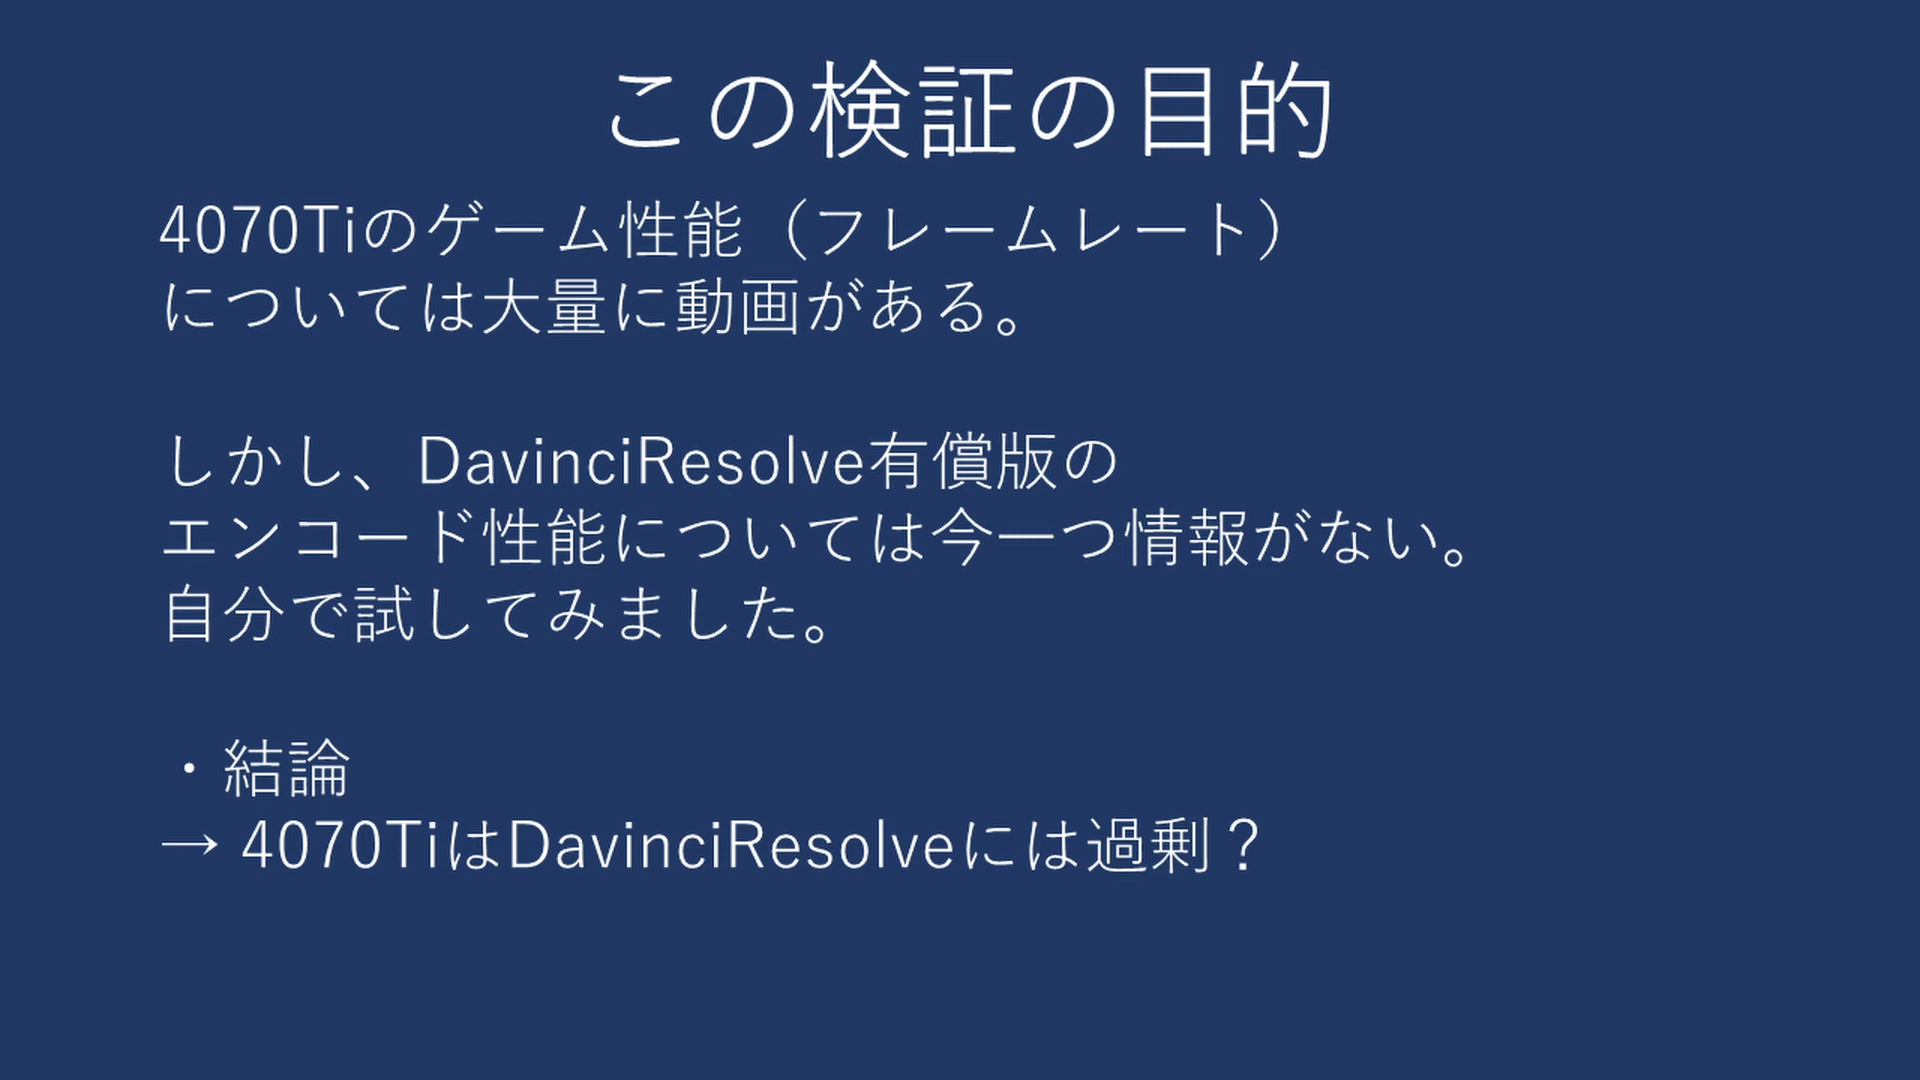 この検証の目的
4070Tiのゲーム性能（フレームレート）
については大量に動画がある。
しかし、DavinciResolve有償版の
エンコード性能については今一つ情報がない。
自分で試してみました。
・結論
→ 4070TiはDavinciResolveには過剰？